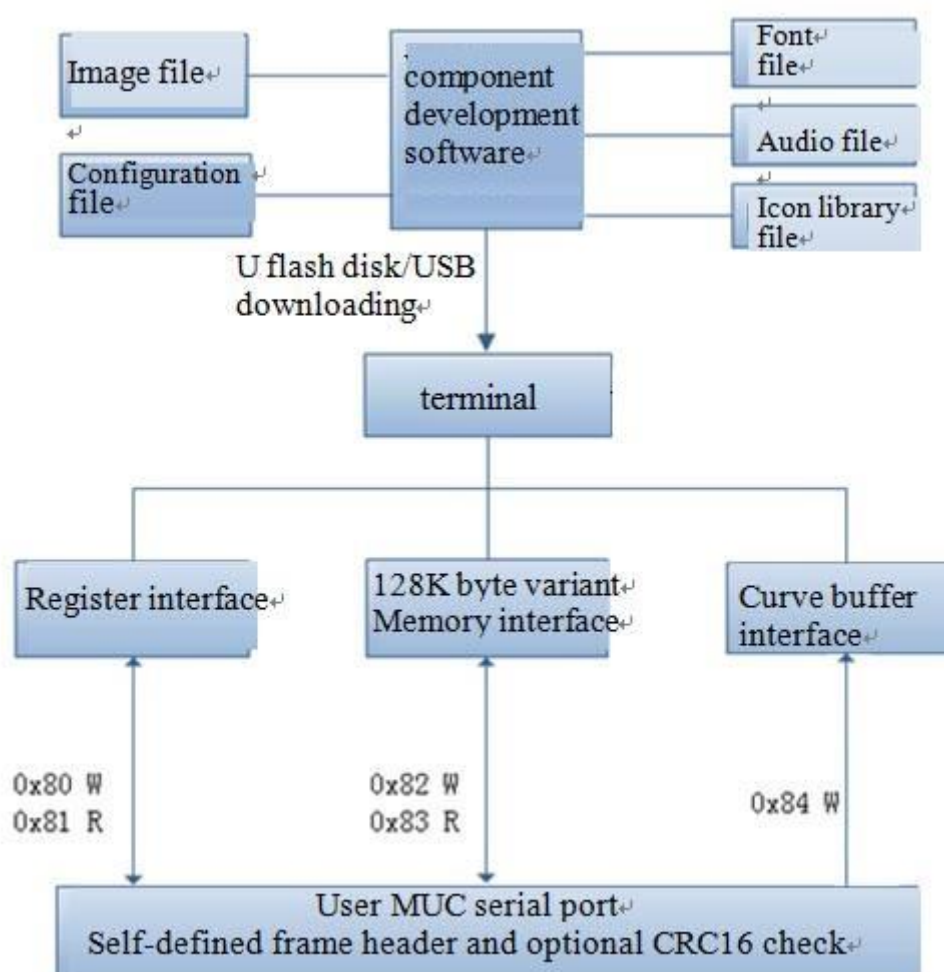 Image file↵
↵
Configuration ↵
file↵
component
development
software↵
Font↵
file↵
↵
Audio file↵
↵
Icon library↵
file↵
U flash disk/USB
downloading↵
terminal
Register interface↵
128K byte variant↵
Memory interface↵
Curve buffer
interface↵
0x80 W
0x81 R
0x82 W
0x83 R
0x84 W
User MUC serial port↵
Self-defined frame header and optional CRC16 check↵